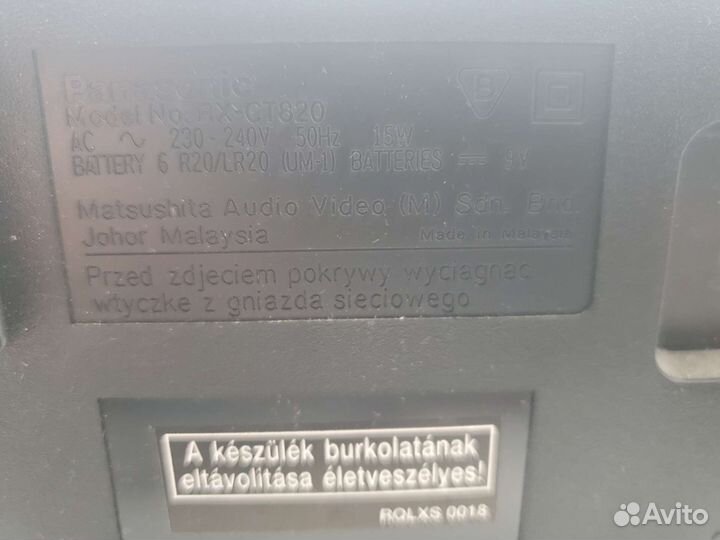 Panasonic
Model No. RX-CT820
AC ~ 230-240V 50Hz 15W
BATTERY 6 R20/LR20 (UM-1) BATTERIES ⎓ 9V
B
Matsushita Audio Video (M) Sdn. Bhd.
Johor Malaysia Made in Malaysia
Przed zdjeciem pokrywy wyciagnac
wtyczke z gniazda sieciowego
A készülék burkolatának
eltávolitása életveszélyes!
RQLXS 0018
Avito